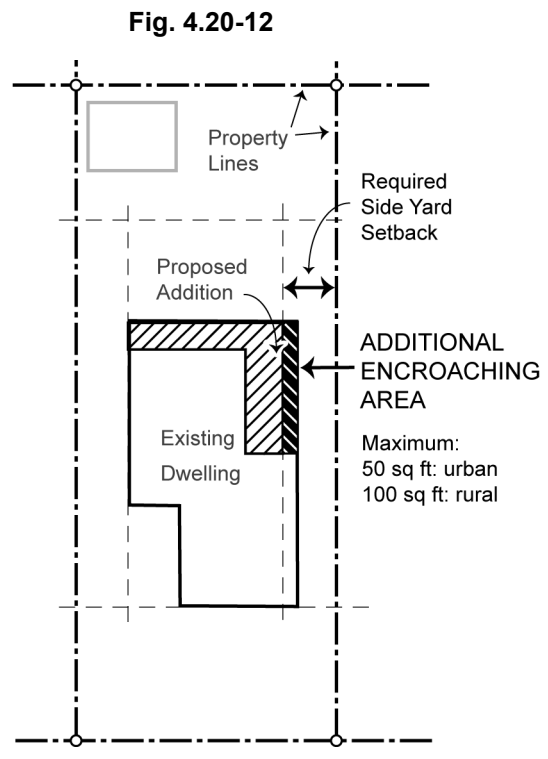 Fig. 4.20-12
Property
Lines
Required
Side Yard
Setback
Proposed
Addition
ADDITIONAL
ENCROACHING
AREA
Existing
Dwelling
Maximum:
50 sq ft: urban
100 sq ft: rural